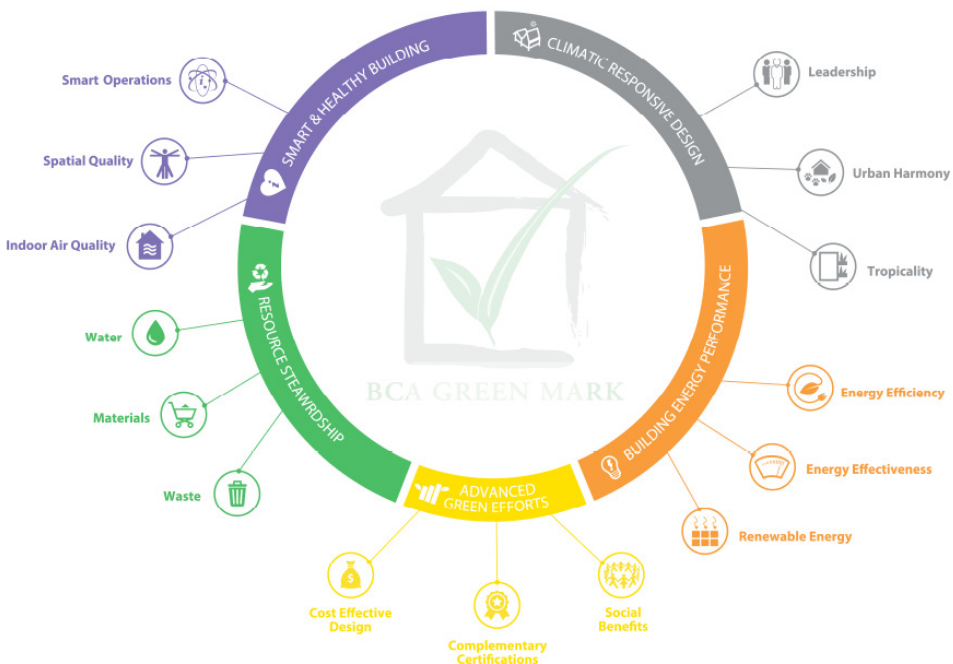 SMART & HEALTHY BUILDING
CLIMATIC RESPONSIVE DESIGN
Smart Operations
Spatial Quality
Indoor Air Quality
Leadership
Urban Harmony
Tropicality
BCA GREEN MARK
RESOURCE STEAWRDSHIP
Water
Materials
Waste
BUILDING ENERGY PERFORMANCE
Energy Efficiency
Energy Effectiveness
Renewable Energy
ADVANCED
GREEN EFFORTS
$
Cost Effective
Design
Complementary
Certifications
Social
Benefits